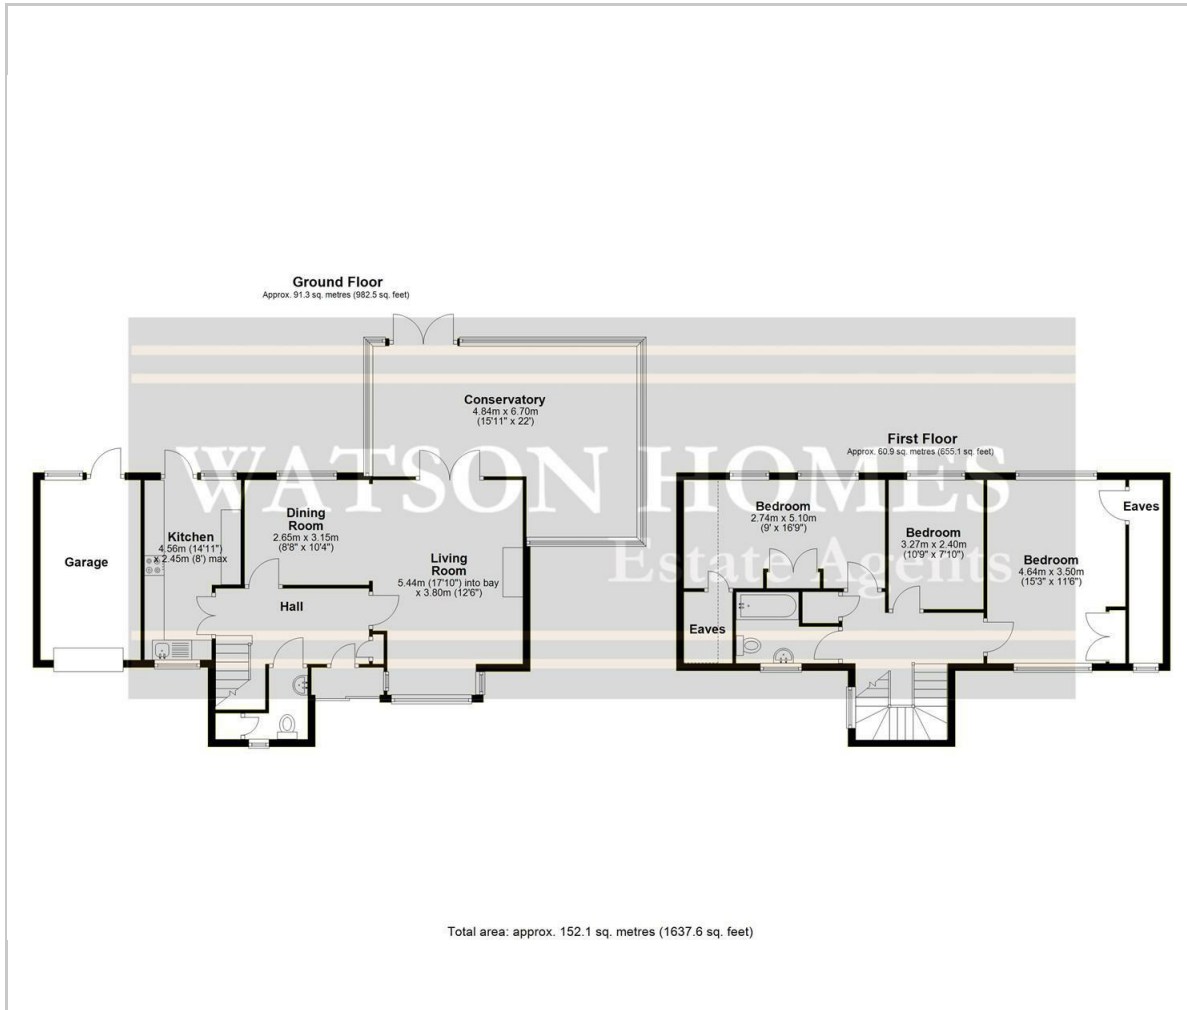 Ground Floor
Approx. 91.3 sq. metres (982.5 sq. feet)
Conservatory
4.84m x 6.70m
(15'11" x 22')
First Floor
Approx. 60.9 sq. metres (655.1 sq. feet)
WATSON HOMES
Estate Agents
Garage
Kitchen
4.56m (14'11")
x 2.45m (8') max
Dining
Room
2.65m x 3.15m
(8'8" x 10'4")
Living
Room
5.44m (17'10") into bay
x 3.80m (12'6")
Hall
Bedroom
2.74m x 5.10m
(9' x 16'9")
Bedroom
3.27m x 2.40m
(10'9" x 7'10")
Bedroom
4.64m x 3.50m
(15'3" x 11'6")
Eaves
Eaves
Total area: approx. 152.1 sq. metres (1637.6 sq. feet)